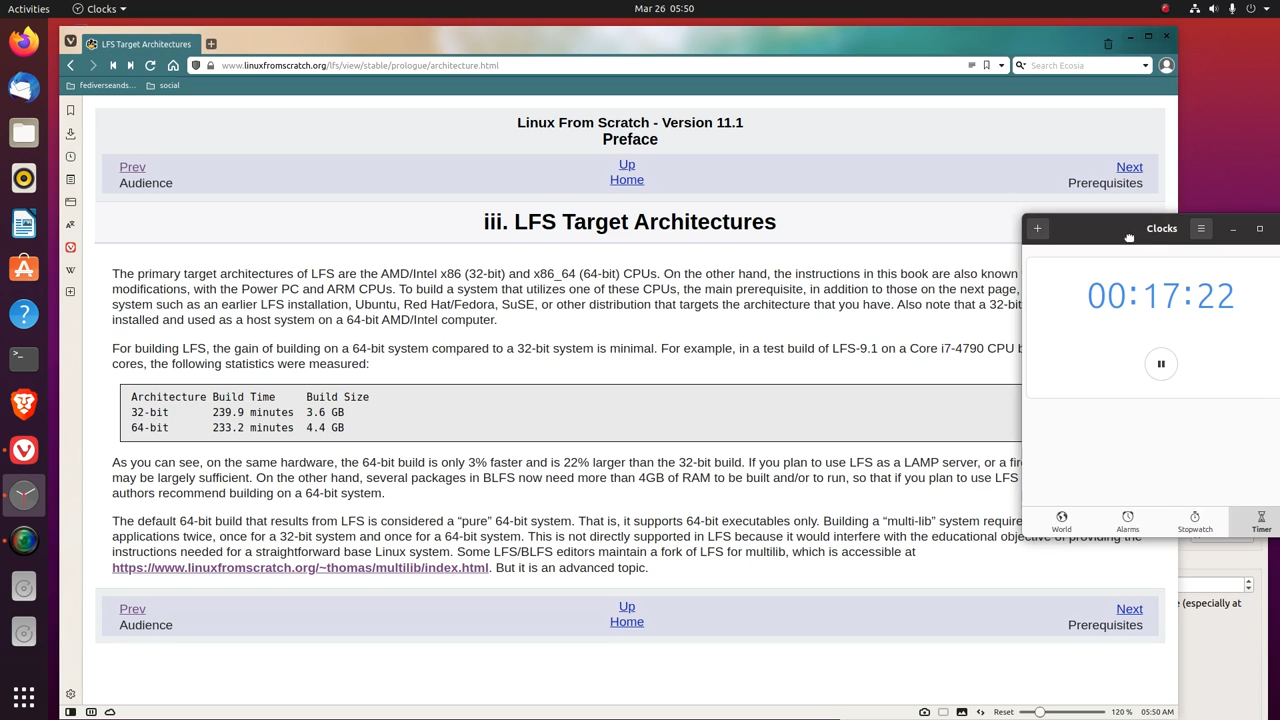 Activities
Clocks
Mar 26 05:50
LFS Target Architectures
www.linuxfromscratch.org/lfs/view/stable/prologue/architecture.html
Search Ecosia
fediverseands...
social
Linux From Scratch - Version 11.1
Preface
Prev
Up
Next
Audience
Home
Prerequisites
iii. LFS Target Architectures
The primary target architectures of LFS are the AMD/Intel x86 (32-bit) and x86_64 (64-bit) CPUs. On the other hand, the instructions in this book are also known
modifications, with the Power PC and ARM CPUs. To build a system that utilizes one of these CPUs, the main prerequisite, in addition to those on the next page,
system such as an earlier LFS installation, Ubuntu, Red Hat/Fedora, SuSE, or other distribution that targets the architecture that you have. Also note that a 32-bit
installed and used as a host system on a 64-bit AMD/Intel computer.
For building LFS, the gain of building on a 64-bit system compared to a 32-bit system is minimal. For example, in a test build of LFS-9.1 on a Core i7-4790 CPU
cores, the following statistics were measured:
Architecture Build Time Build Size
32-bit 239.9 minutes 3.6 GB
64-bit 233.2 minutes 4.4 GB
As you can see, on the same hardware, the 64-bit build is only 3% faster and is 22% larger than the 32-bit build. If you plan to use LFS as a LAMP server, or a
may be largely sufficient. On the other hand, several packages in BLFS now need more than 4GB of RAM to be built and/or to run, so that if you plan to use LFS
authors recommend building on a 64-bit system.
The default 64-bit build that results from LFS is considered a “pure” 64-bit system. That is, it supports 64-bit executables only. Building a “multi-lib” system
applications twice, once for a 32-bit system and once for a 64-bit system. This is not directly supported in LFS because it would interfere with the educational objective of providing the
instructions needed for a straightforward base Linux system. Some LFS/BLFS editors maintain a fork of LFS for multilib, which is accessible at
https://www.linuxfromscratch.org/~thomas/multilib/index.html. But it is an advanced topic.
Prev
Up
Next
Audience
Home
Prerequisites
Clocks
00:17:22
World
Alarms
Stopwatch
Timer
(especially at
Reset
120 %
05:50 AM